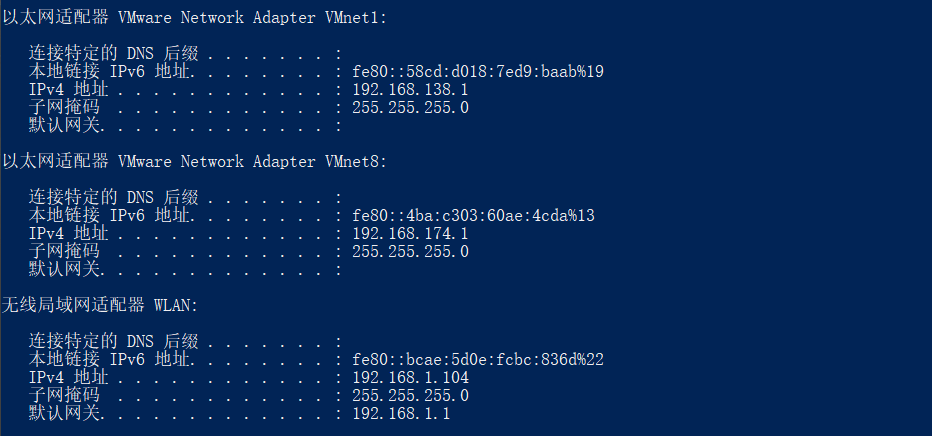 以太网适配器 VMware Network Adapter VMnet1:
连接特定的 DNS 后缀 . . . . . . . :
本地链接 IPv6 地址. . . . . . . . : fe80::58cd:d018:7ed9:baab%19
IPv4 地址 . . . . . . . . . . . . : 192.168.138.1
子网掩码  . . . . . . . . . . . . : 255.255.255.0
默认网关. . . . . . . . . . . . . :
以太网适配器 VMware Network Adapter VMnet8:
连接特定的 DNS 后缀 . . . . . . . :
本地链接 IPv6 地址. . . . . . . . : fe80::4ba:c303:60ae:4cda%13
IPv4 地址 . . . . . . . . . . . . : 192.168.174.1
子网掩码  . . . . . . . . . . . . : 255.255.255.0
默认网关. . . . . . . . . . . . . :
无线局域网适配器 WLAN:
连接特定的 DNS 后缀 . . . . . . . :
本地链接 IPv6 地址. . . . . . . . : fe80::bcae:5d0e:fcbc:836d%22
IPv4 地址 . . . . . . . . . . . . : 192.168.1.104
子网掩码  . . . . . . . . . . . . : 255.255.255.0
默认网关. . . . . . . . . . . . . : 192.168.1.1